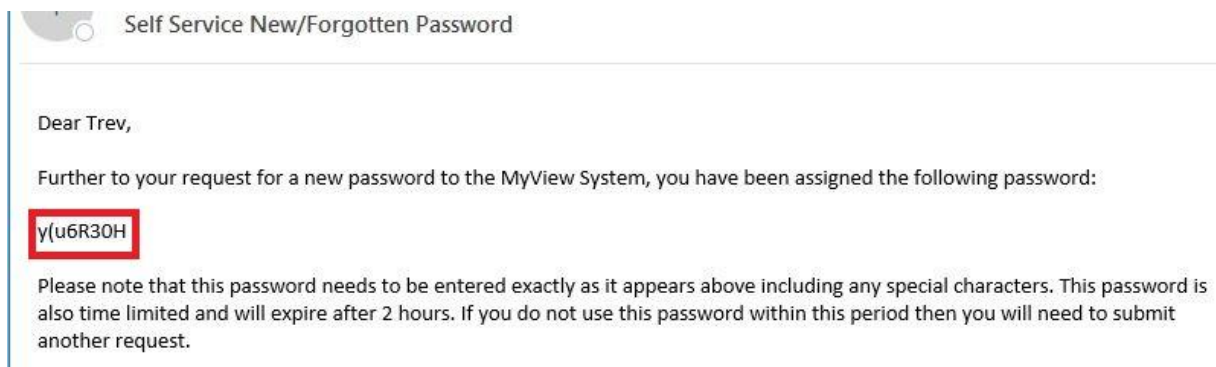 Self Service New/Forgotten Password
Dear Trev,
Further to your request for a new password to the MyView System, you have been assigned the following password:
y(u6R30H
Please note that this password needs to be entered exactly as it appears above including any special characters. This password is
also time limited and will expire after 2 hours. If you do not use this password within this period then you will need to submit
another request.